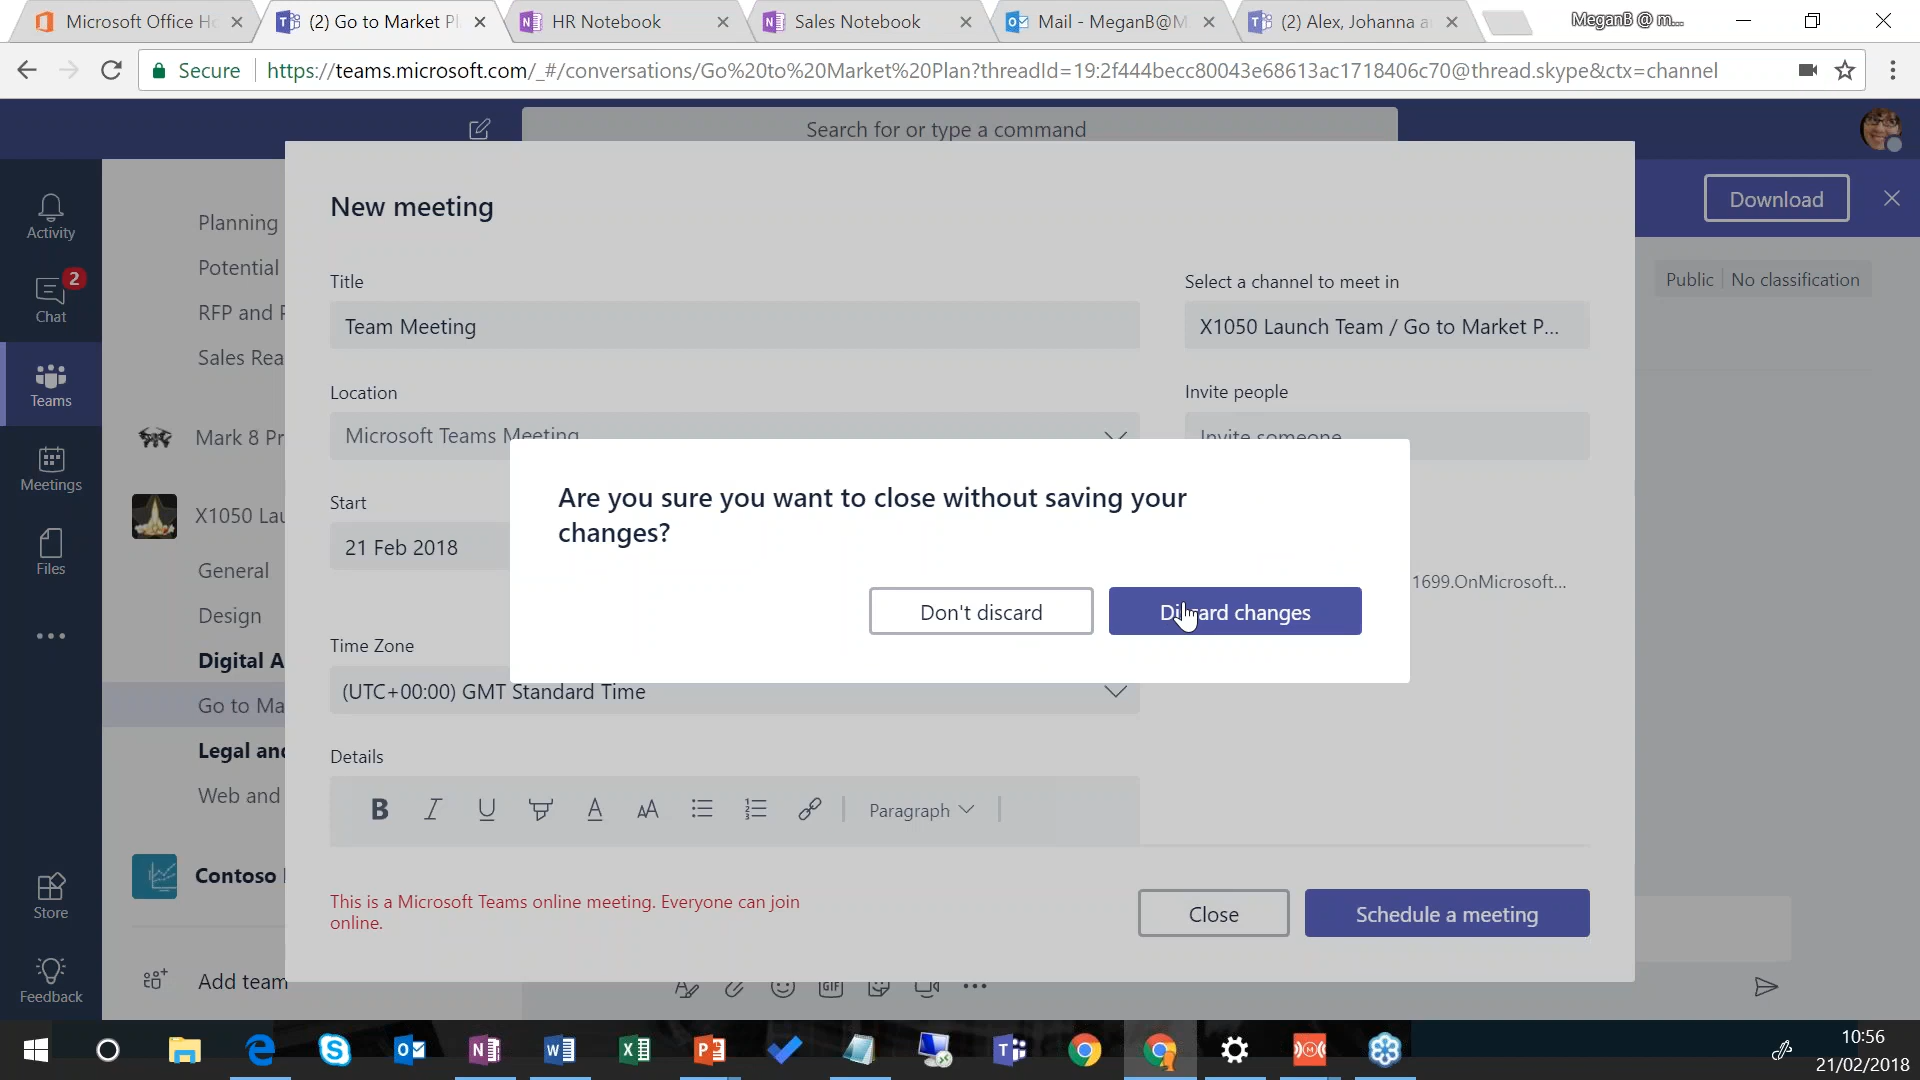 Microsoft Office Ho
(2) Go to Market Pl
HR Notebook
Sales Notebook
Mail - MeganB@M
(2) Alex, Johanna a
MeganB @ m...
Secure
https://teams.microsoft.com/_#/conversations/Go%20to%20Market%20Plan?threadId=19:2f444becc80043e68613ac1718406c70@thread.skype&ctx=channel
Search for or type a command
Download
Public
No classification
Activity
2
Chat
Teams
Meetings
Files
Store
Feedback
Planning
Potential
RFP and P
Sales Rea
Mark 8 Pr
X1050 Lau
General
Design
Digital A
Go to Ma
Legal and
Web and
Contoso
Add team
New meeting
Title
Team Meeting
Select a channel to meet in
X1050 Launch Team / Go to Market P...
Location
Microsoft Teams Meeting
Invite people
Invite someone
Are you sure you want to close without saving your
changes?
Don't discard
Discard changes
Start
21 Feb 2018
1699.OnMicrosoft...
Time Zone
(UTC+00:00) GMT Standard Time
Details
Paragraph
This is a Microsoft Teams online meeting. Everyone can join
online.
Close
Schedule a meeting
GIF
10:56
21/02/2018